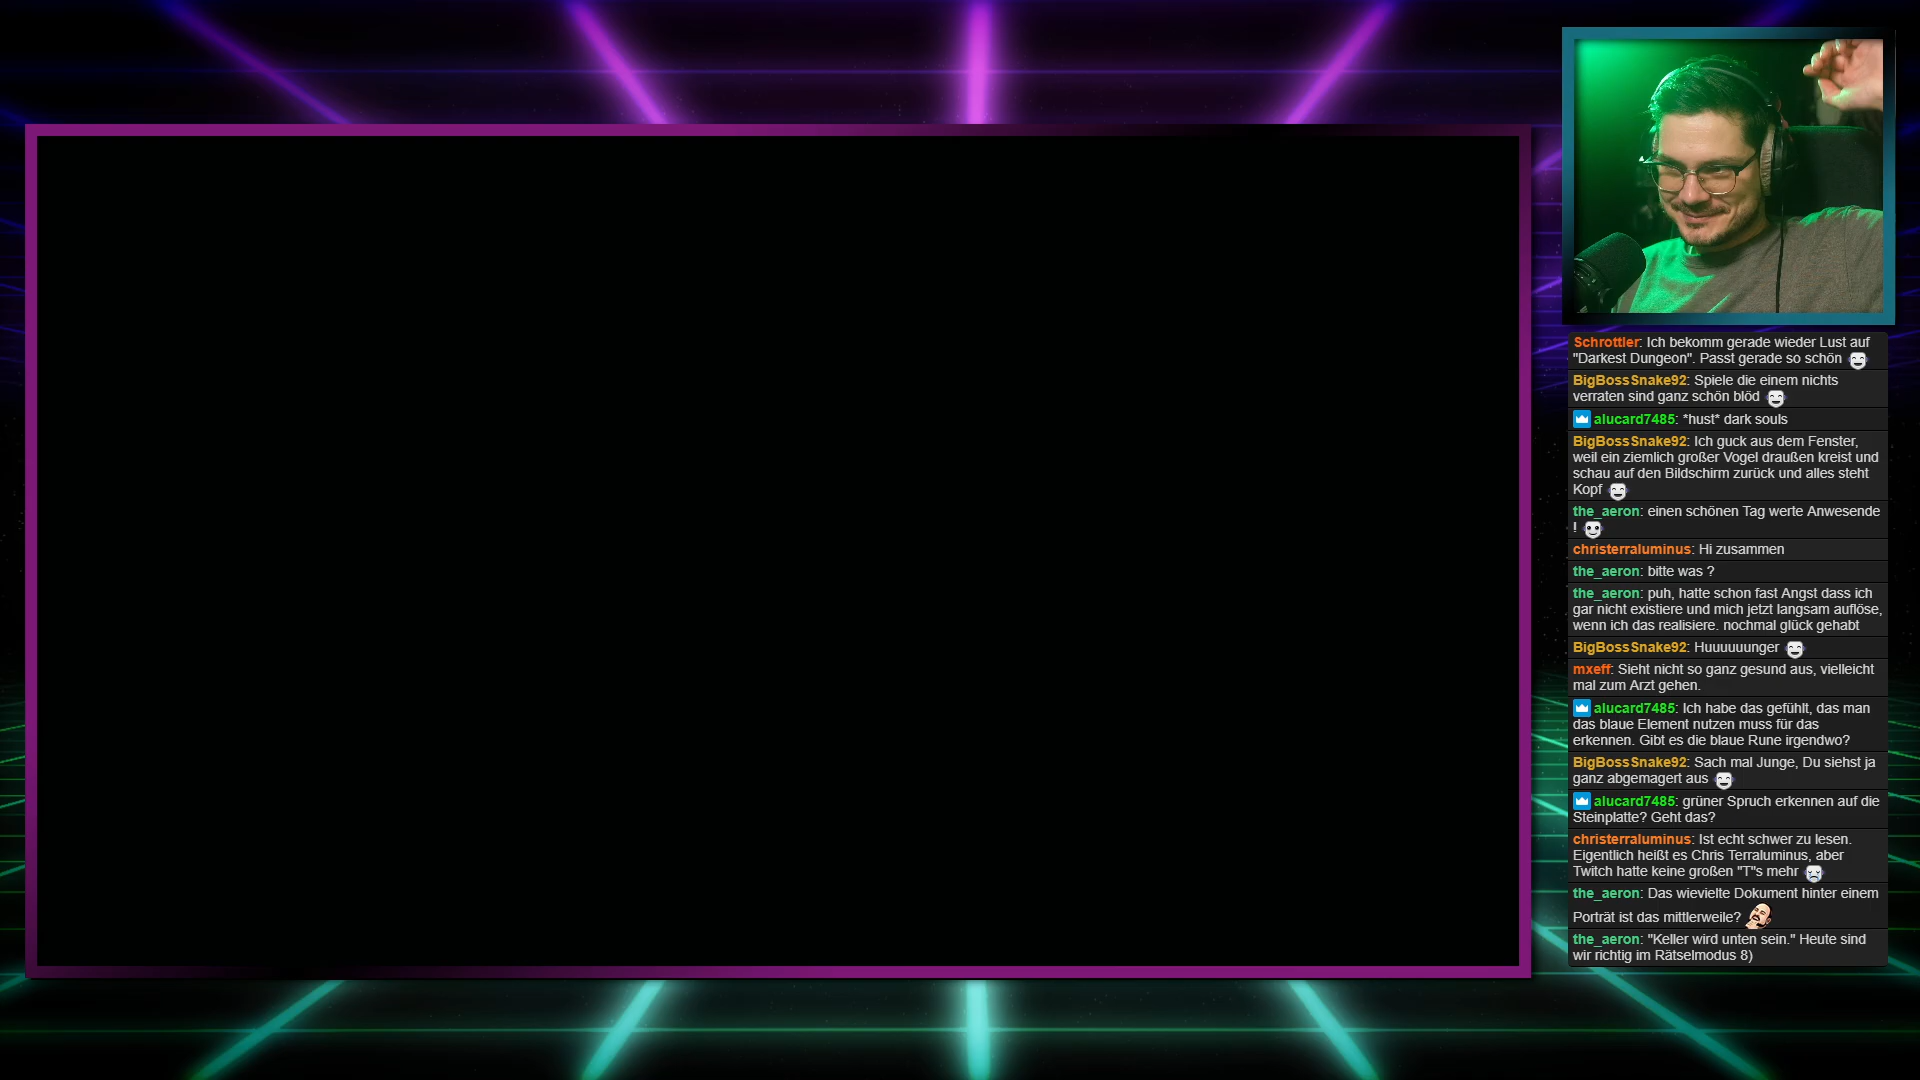 Schrottler: Ich bekomm gerade wieder Lust auf
"Darkest Dungeon". Passt gerade so schön
BigBossSnake92: Spiele die einem nichts
verraten sind ganz schön blöd
alucard7485: *hust* dark souls
BigBossSnake92: Ich guck aus dem Fenster,
weil ein ziemlich großer Vogel draußen kreist und
schau auf den Bildschirm zurück und alles steht
Kopf
the_aeron: einen schönen Tag werte Anwesende
!
christerraluminus: Hi zusammen
the_aeron: bitte was ?
the_aeron: puh, hatte schon fast Angst dass ich
gar nicht existiere und mich jetzt langsam auflöse,
wenn ich das realisiere. nochmal glück gehabt
BigBossSnake92: Huuuuuunger
mxeff: Sieht nicht so ganz gesund aus, vielleicht
mal zum Arzt gehen.
alucard7485: Ich habe das gefühlt, das man
das blaue Element nutzen muss für das
erkennen. Gibt es die blaue Rune irgendwo?
BigBossSnake92: Sach mal Junge, Du siehst ja
ganz abgemagert aus
alucard7485: grüner Spruch erkennen auf die
Steinplatte? Geht das?
christerraluminus: Ist echt schwer zu lesen.
Eigentlich heißt es Chris Terraluminus, aber
Twitch hatte keine großen "T"s mehr
the_aeron: Das wievielte Dokument hinter einem
Porträt ist das mittlerweile?
the_aeron: "Keller wird unten sein." Heute sind
wir richtig im Rätselmodus 8)